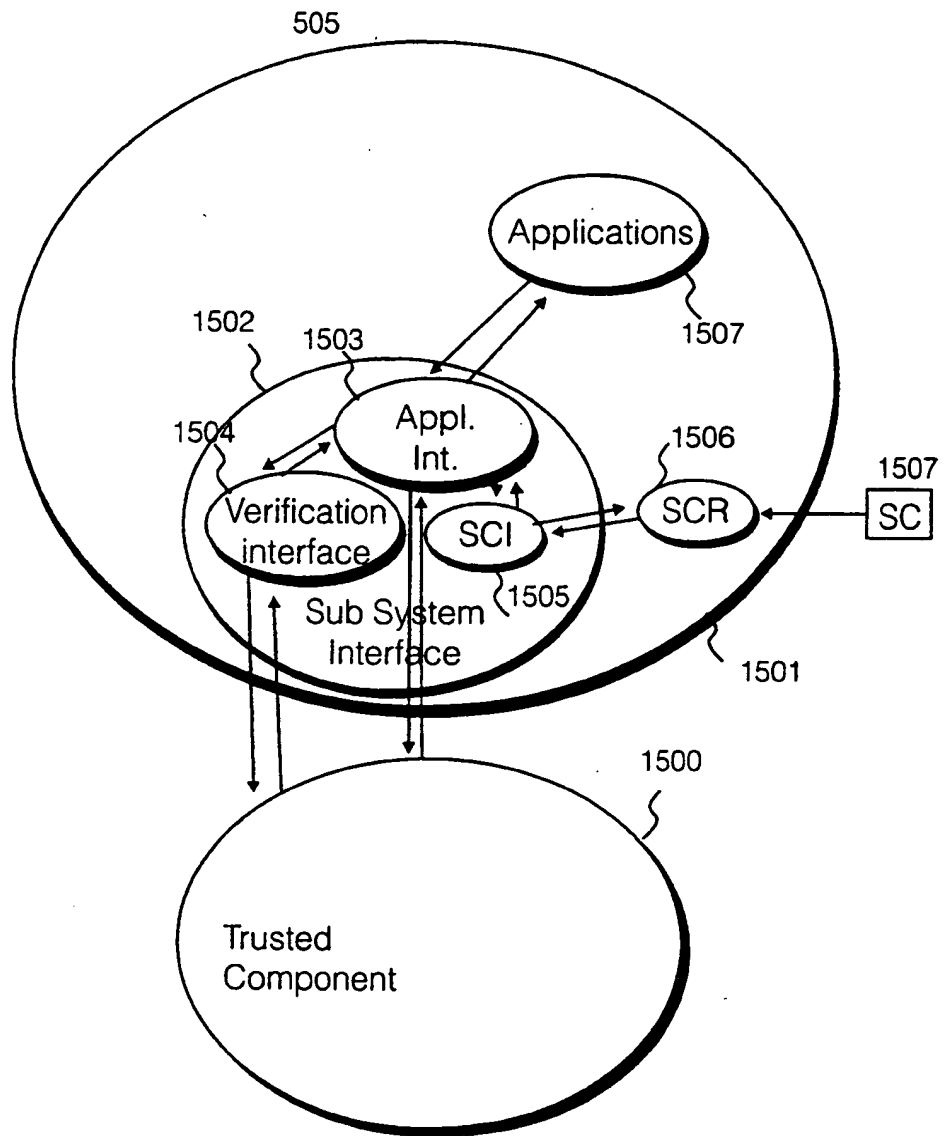 505
Applications
1507
1502
1503
Appl.
Int.
1504
1506
1507
Verification
interface
SCI
SCR
SC
1505
Sub System
Interface
1501
1500
Trusted
Component